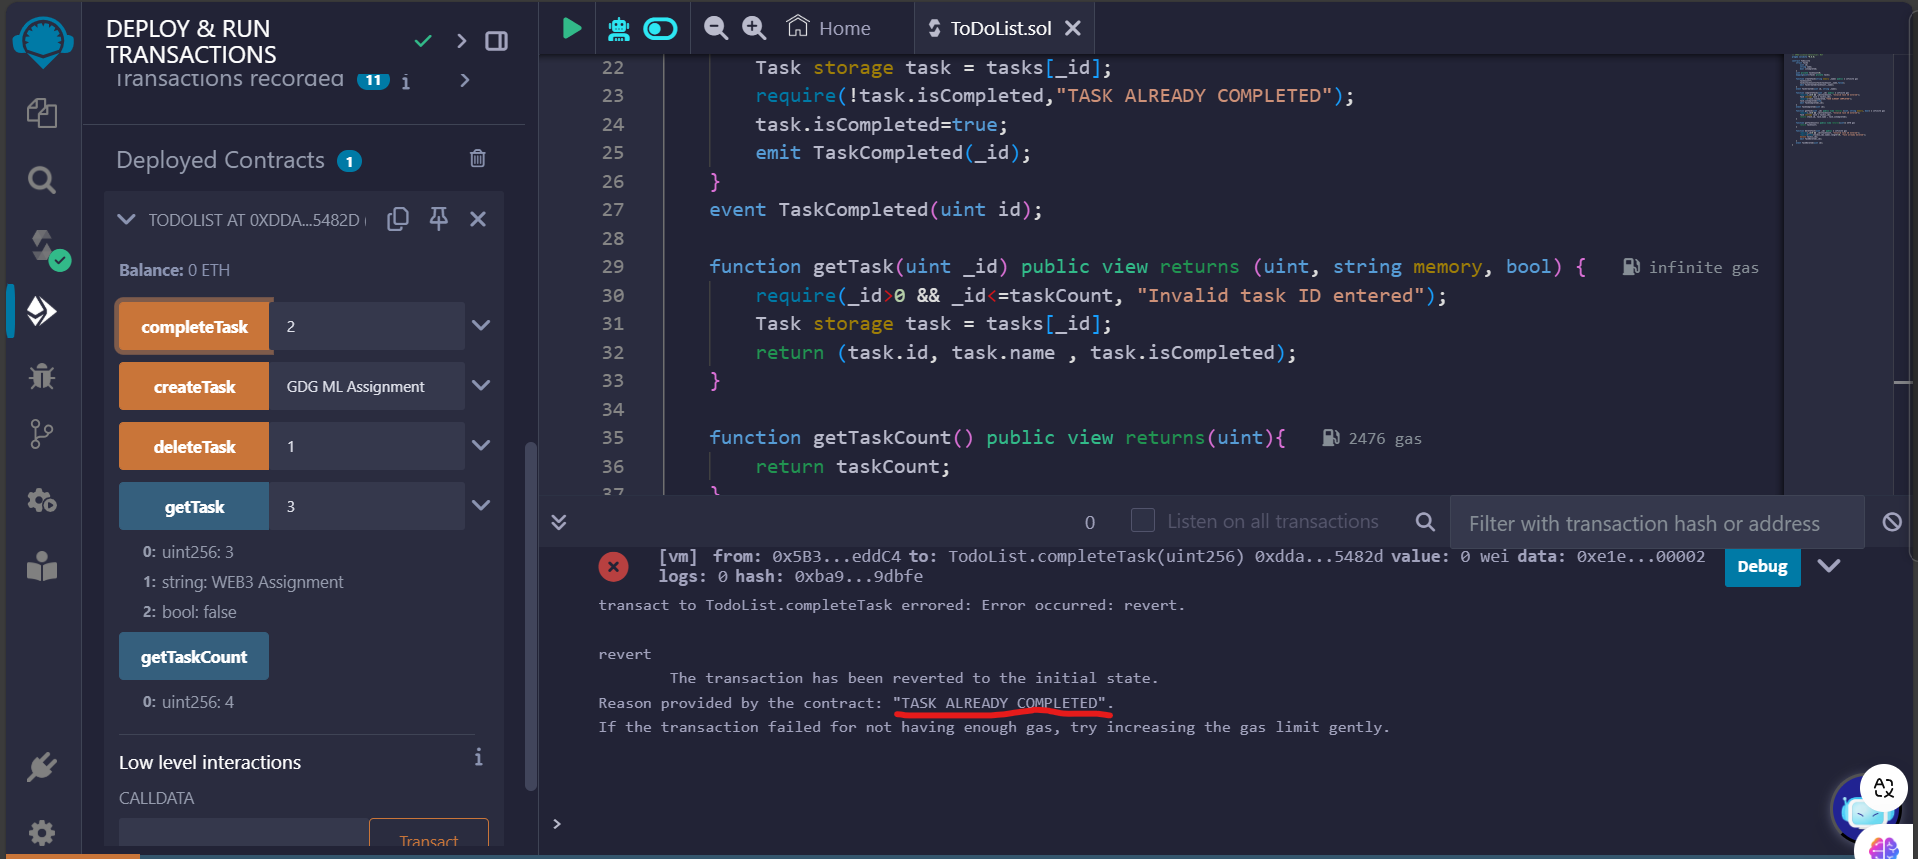 DEPLOY & RUN
TRANSACTIONS
Transactions recorded 11 i
Deployed Contracts 1
TODOLIST AT 0XDDA...5482D (
Balance: 0 ETH
completeTask 2
createTask GDG ML Assignment
deleteTask 1
getTask 3
0: uint256: 3
1: string: WEB3 Assignment
2: bool: false
getTaskCount
0: uint256: 4
Low level interactions i
CALLDATA
Transact
Home ToDoList.sol
22 Task storage task = tasks[_id];
23 require(!task.isCompleted,"TASK ALREADY COMPLETED");
24 task.isCompleted=true;
25 emit TaskCompleted(_id);
26 }
27 event TaskCompleted(uint id);
28
29 function getTask(uint _id) public view returns (uint, string memory, bool) { infinite gas
30 require(_id>0 && _id<=taskCount, "Invalid task ID entered");
31 Task storage task = tasks[_id];
32 return (task.id, task.name , task.isCompleted);
33 }
34
35 function getTaskCount() public view returns(uint){ 2476 gas
36 return taskCount;
37 }
0 Listen on all transactions Filter with transaction hash or address
[vm] from: 0x5B3...eddC4 to: TodoList.completeTask(uint256) 0xdda...5482d value: 0 wei data: 0xe1e...00002
logs: 0 hash: 0xba9...9dbfe
Debug
transact to TodoList.completeTask errored: Error occurred: revert.
revert
The transaction has been reverted to the initial state.
Reason provided by the contract: "TASK ALREADY COMPLETED".
If the transaction failed for not having enough gas, try increasing the gas limit gently.
>